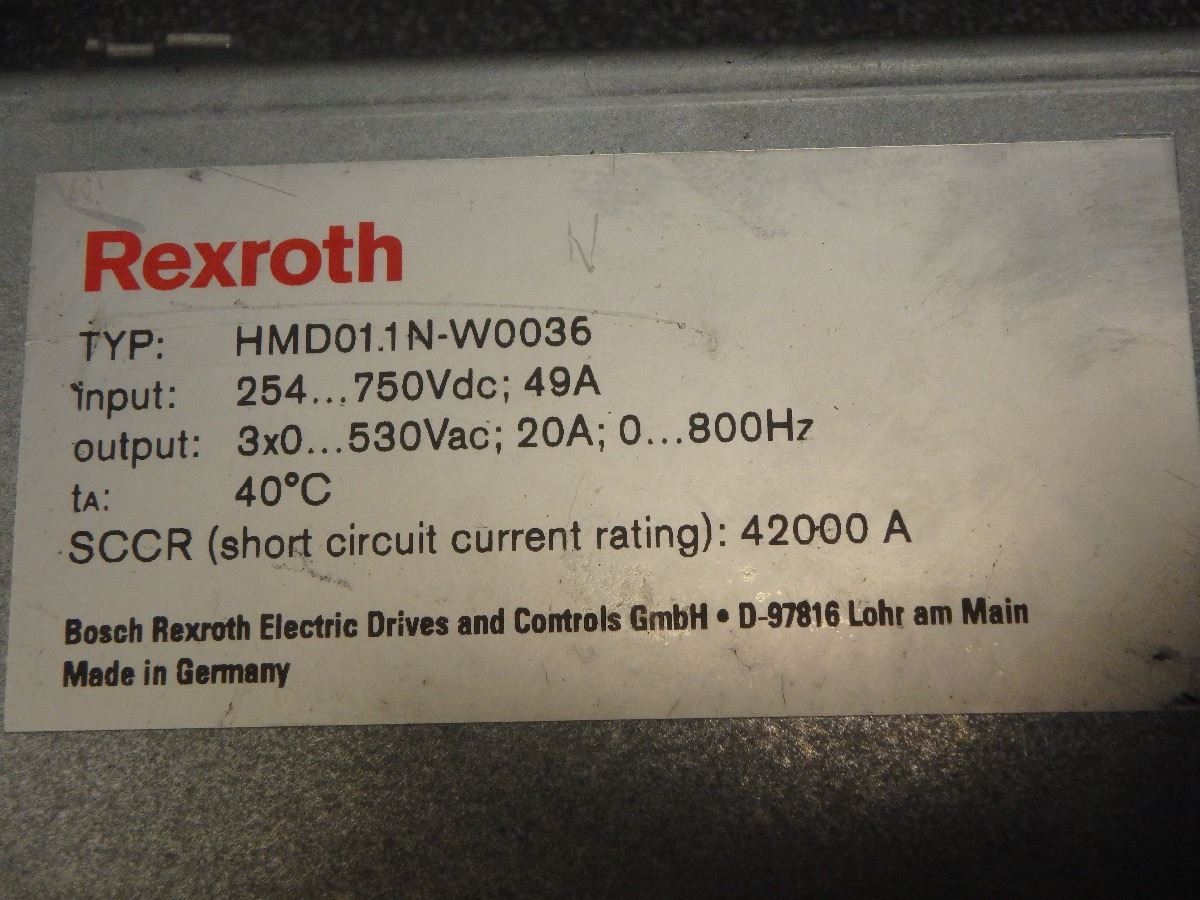 Rexroth
TYP: HMD01.1N-W0036
input: 254...750Vdc; 49A
output: 3x0...530Vac; 20A; 0...800Hz
tA: 40°C
SCCR (short circuit current rating): 42000 A
Bosch Rexroth Electric Drives and Controls GmbH • D-97816 Lohr am Main
Made in Germany